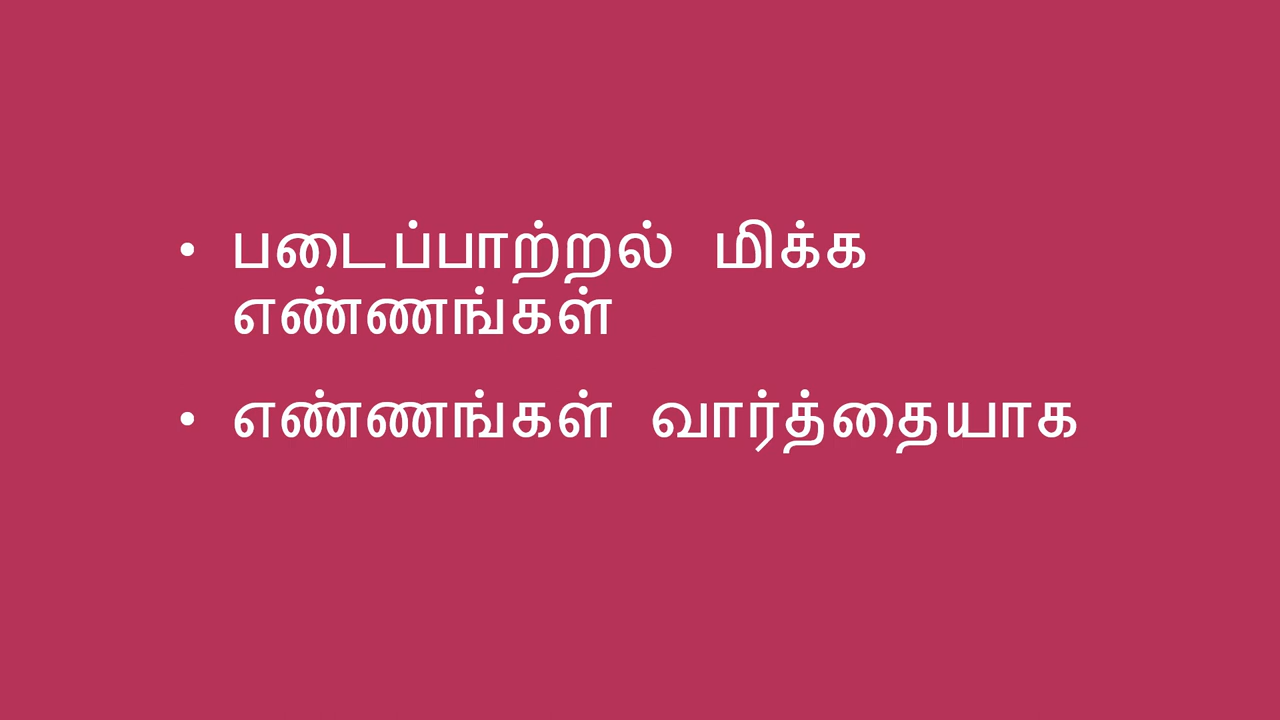 • படைப்பாற்றல் மிக்க
எண்ணங்கள்
• எண்ணங்கள் வார்த்தையாக